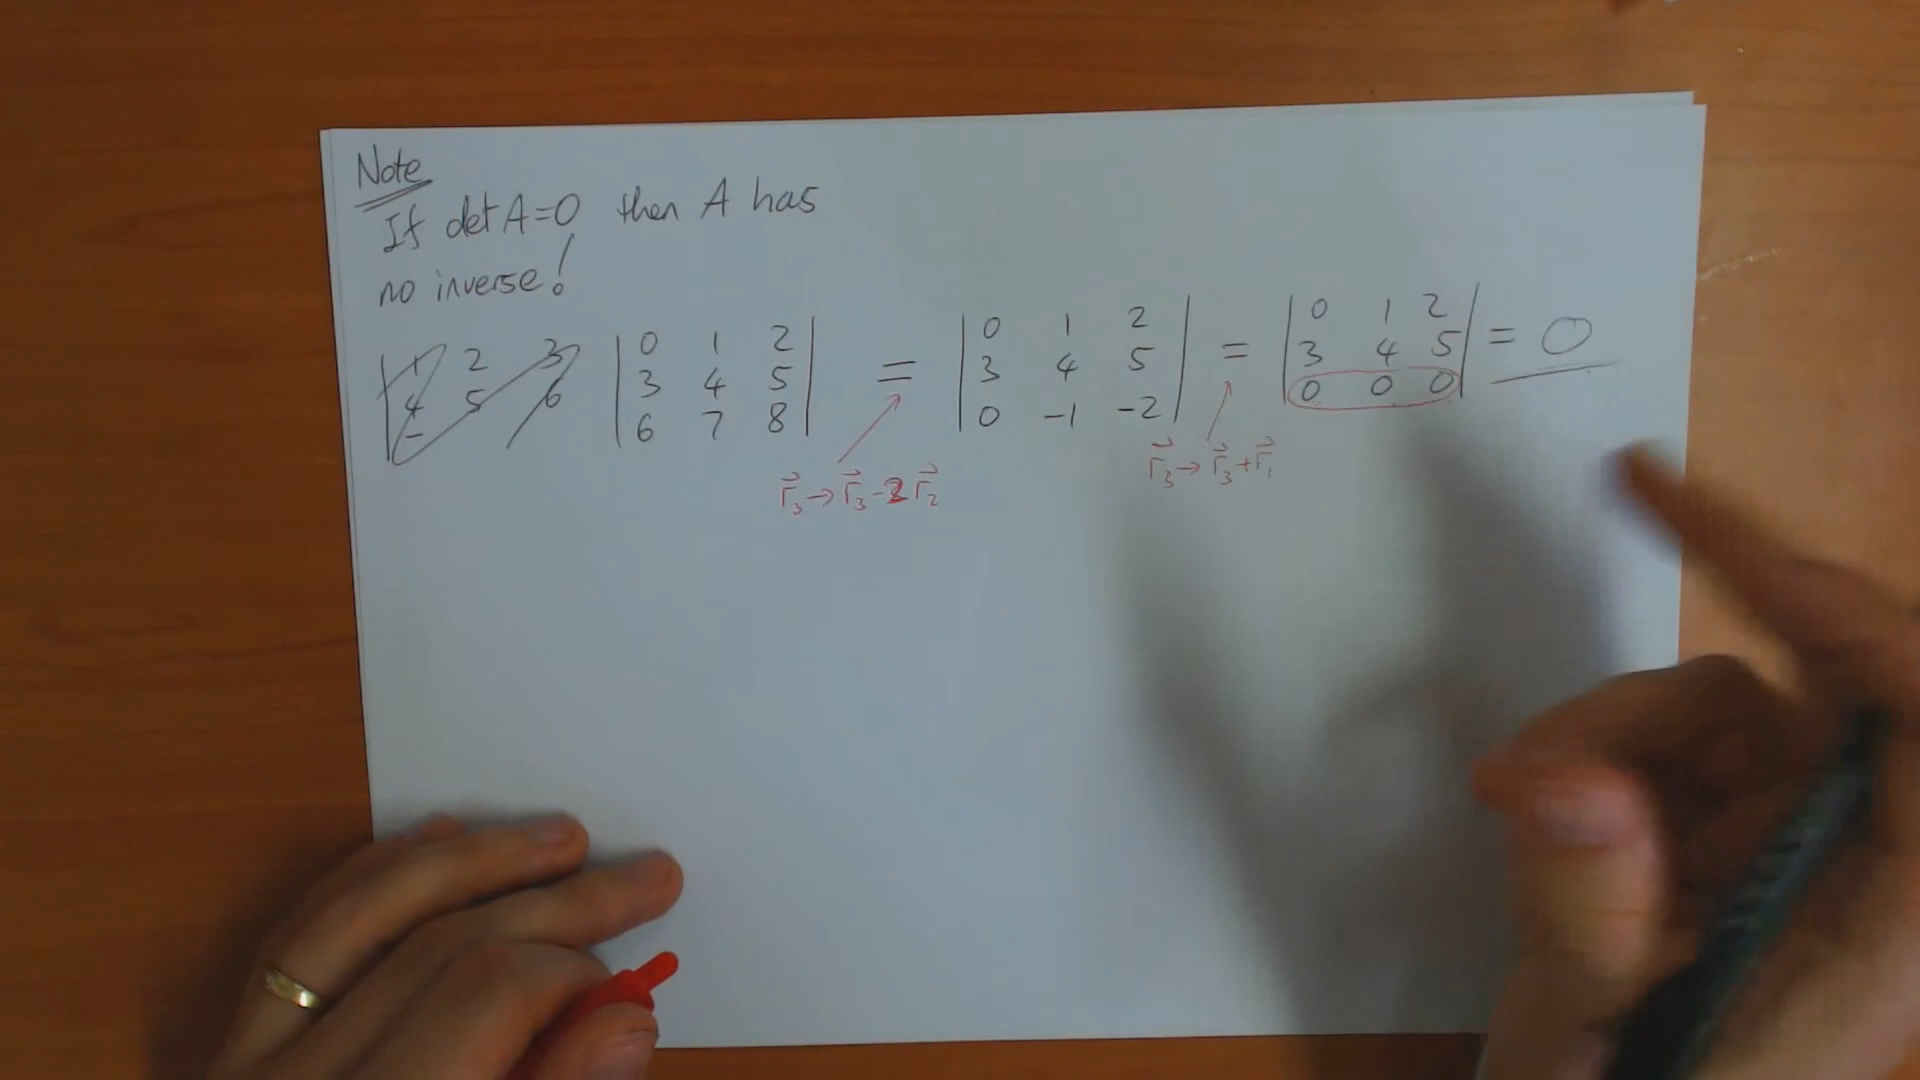 Note
If det A=0 then A has
no inverse!
1 2 3
4 5 6
| 0 1 2 |
| 3 4 5 |
| 6 7 8 |
=
| 0 1 2 |
| 3 4 5 |
| 0 -1 -2 |
=
| 0 1 2 |
| 3 4 5 |
| 0 0 0 |
= 0
r⃗₃→r⃗₃-2r⃗₂
r⃗₃→r⃗₃+r⃗₁